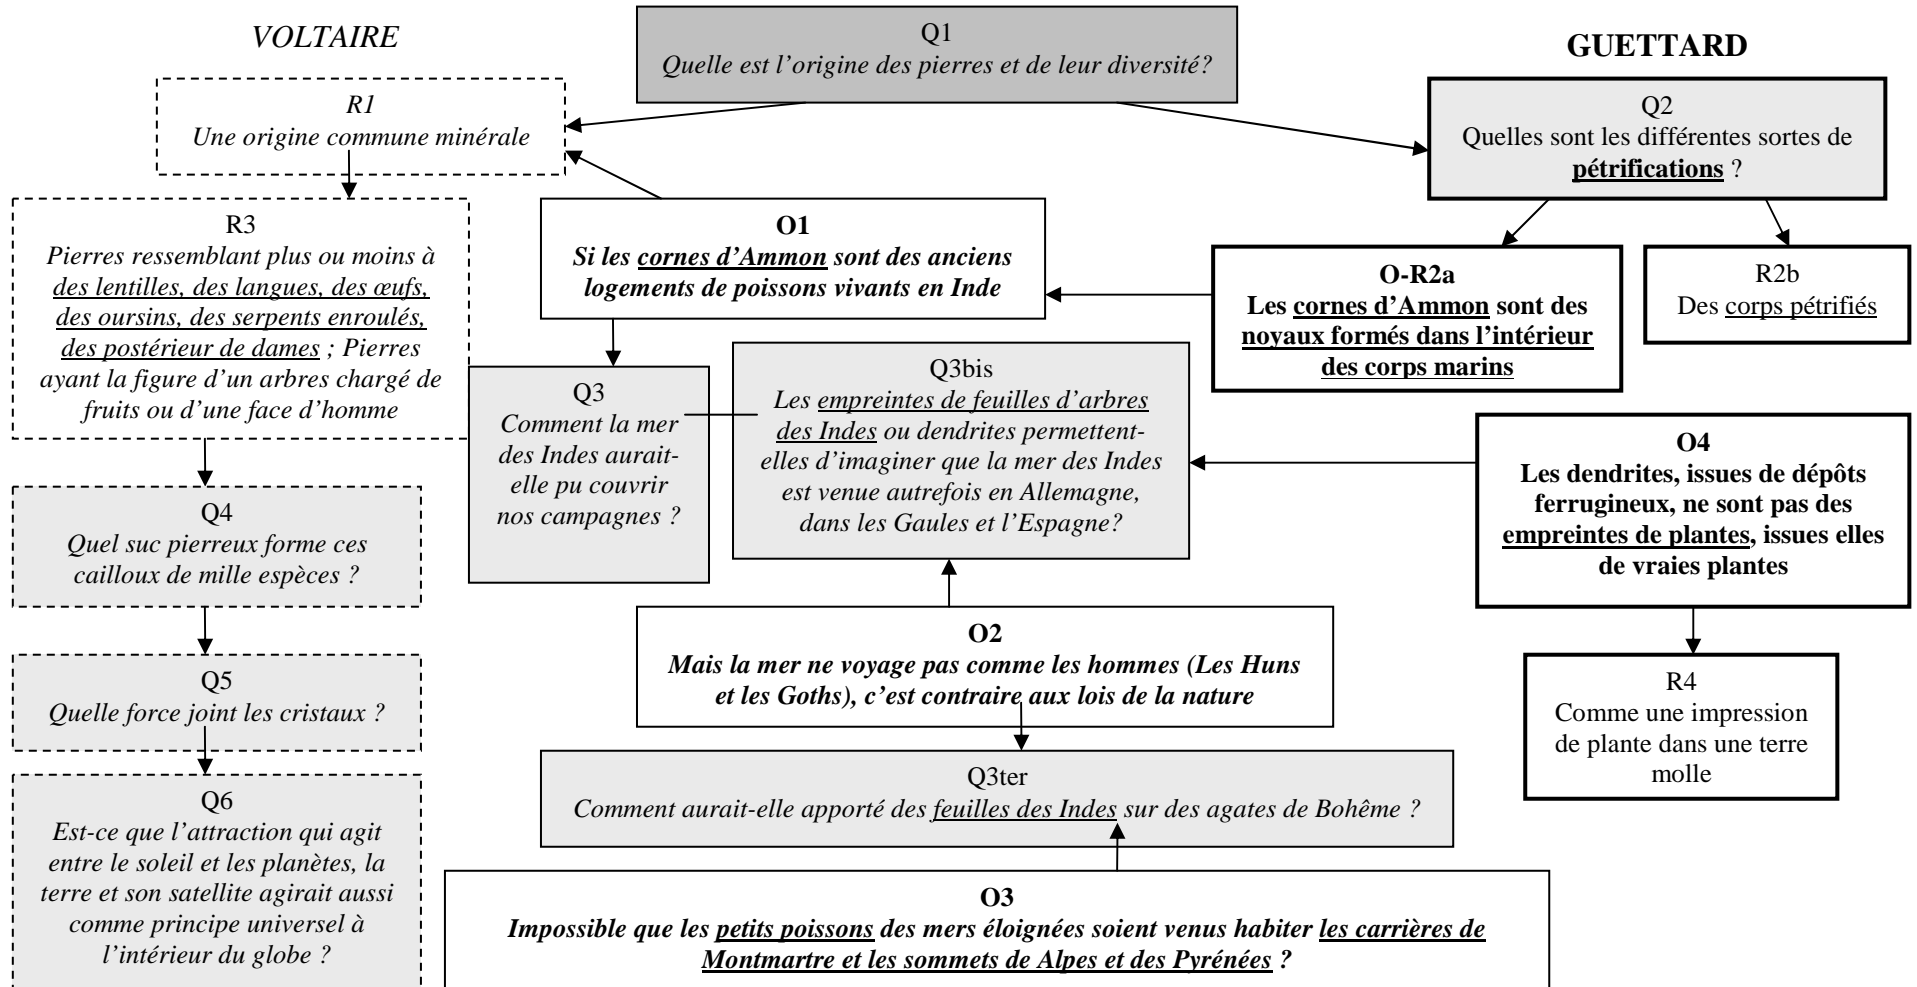 VOLTAIRE
Q1
Quelle est l'origine des pierres et de leur diversité?
GUETTARD
R1
Une origine commune minérale
Q2
Quelles sont les différentes sortes de
pétrifications ?
R3
Pierres ressemblant plus ou moins à
des lentilles, des langues, des œufs,
des oursins, des serpents enroulés,
des postérieur de dames ; Pierres
ayant la figure d'un arbres chargé de
fruits ou d'une face d'homme
O1
Si les cornes d'Ammon sont des anciens
logements de poissons vivants en Inde
O-R2a
Les cornes d'Ammon sont des
noyaux formés dans l'intérieur
des corps marins
R2b
Des corps pétrifiés
Q3
Comment la mer
des Indes aurait-
elle pu couvrir
nos campagnes ?
Q3bis
Les empreintes de feuilles d'arbres
des Indes ou dendrites permettent-
elles d'imaginer que la mer des Indes
est venue autrefois en Allemagne,
dans les Gaules et l'Espagne?
O4
Les dendrites, issues de dépôts
ferrugineux, ne sont pas des
empreintes de plantes, issues elles
de vraies plantes
Q4
Quel suc pierreux forme ces
cailloux de mille espèces ?
O2
Mais la mer ne voyage pas comme les hommes (Les Huns
et les Goths), c'est contraire aux lois de la nature
Q5
Quelle force joint les cristaux ?
R4
Comme une impression
de plante dans une terre
molle
Q3ter
Comment aurait-elle apporté des feuilles des Indes sur des agates de Bohême ?
Q6
Est-ce que l'attraction qui agit
entre le soleil et les planètes, la
terre et son satellite agirait aussi
comme principe universel à
l'intérieur du globe ?
O3
Impossible que les petits poissons des mers éloignées soient venus habiter les carrières de
Montmartre et les sommets de Alpes et des Pyrénées ?